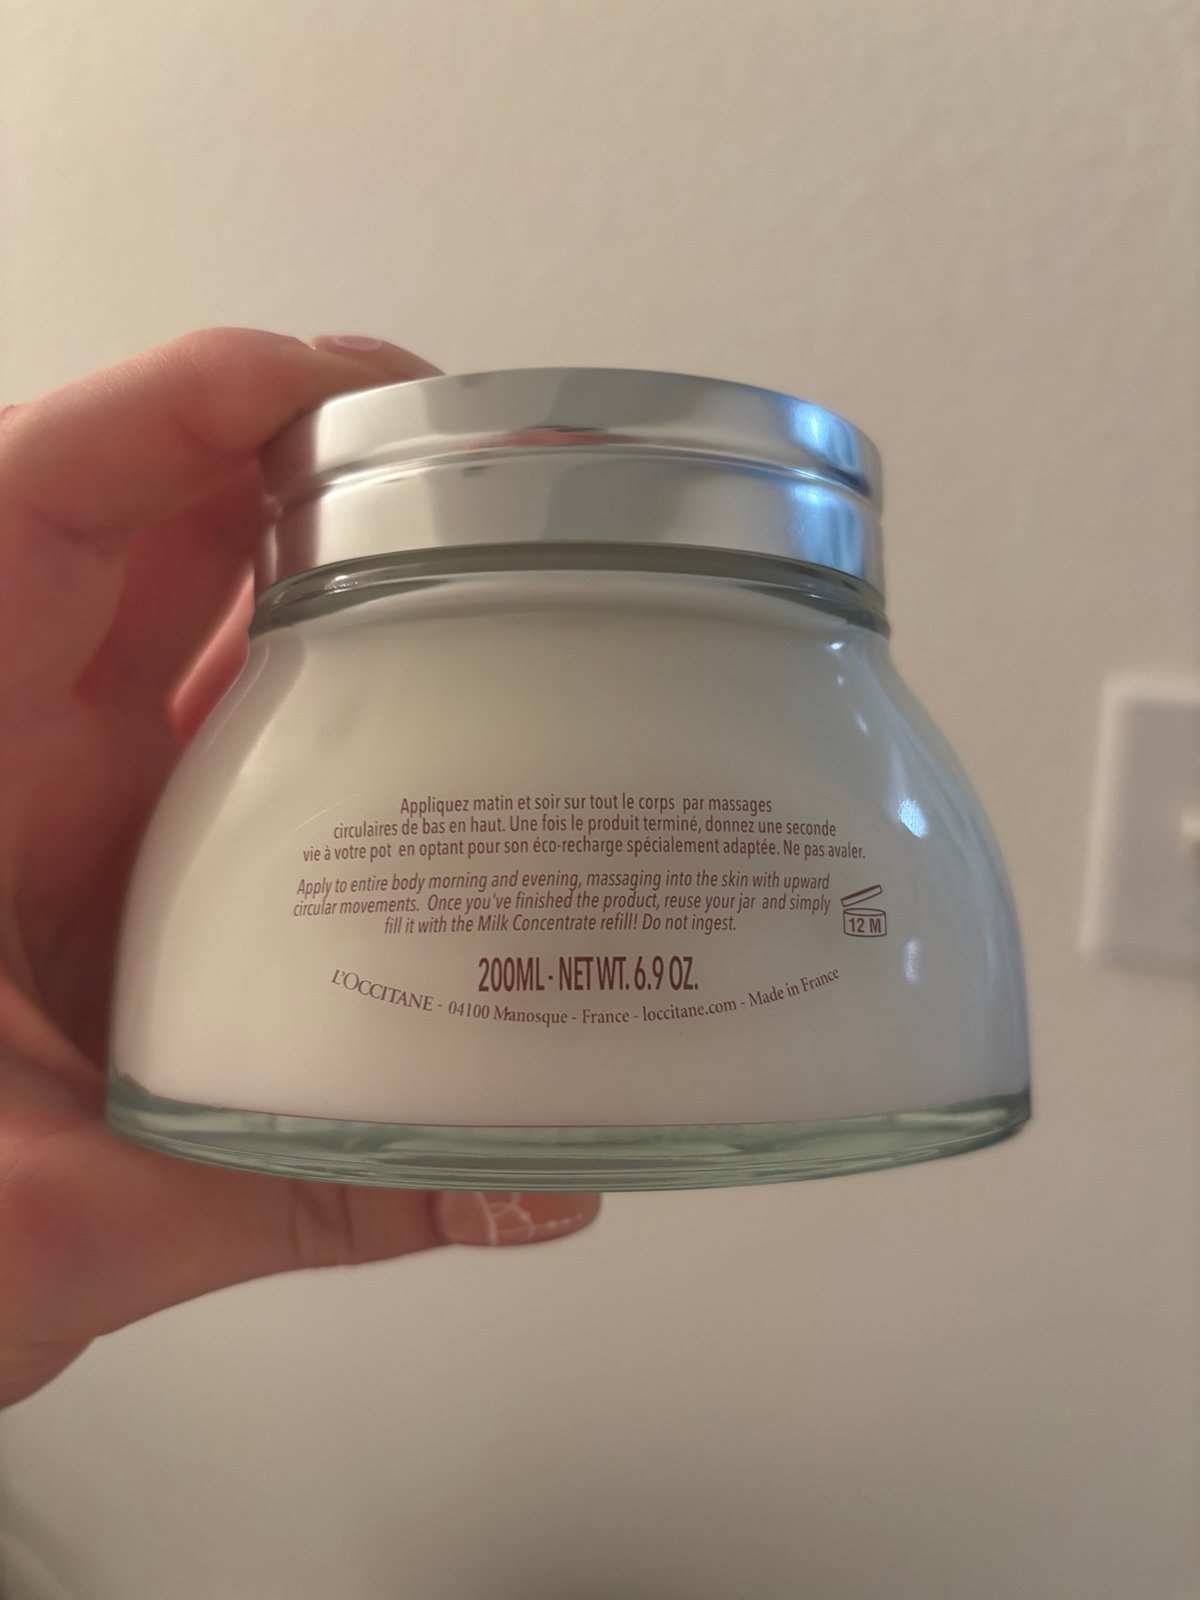 Appliquez matin et soir sur tout le corps par massages
circulaires de bas en haut. Une fois le produit terminé, donnez une seconde
vie à votre pot en optant pour son éco-recharge spécialement adaptée. Ne pas avaler.
Apply to entire body morning and evening, massaging into the skin with upward
circular movements. Once you've finished the product, reuse your jar and simply
fill it with the Milk Concentrate refill! Do not ingest.
12 M
200ML - NET WT. 6.9 OZ.
L'OCCITANE - 04100 Manosque - France - loccitane.com - Made in France